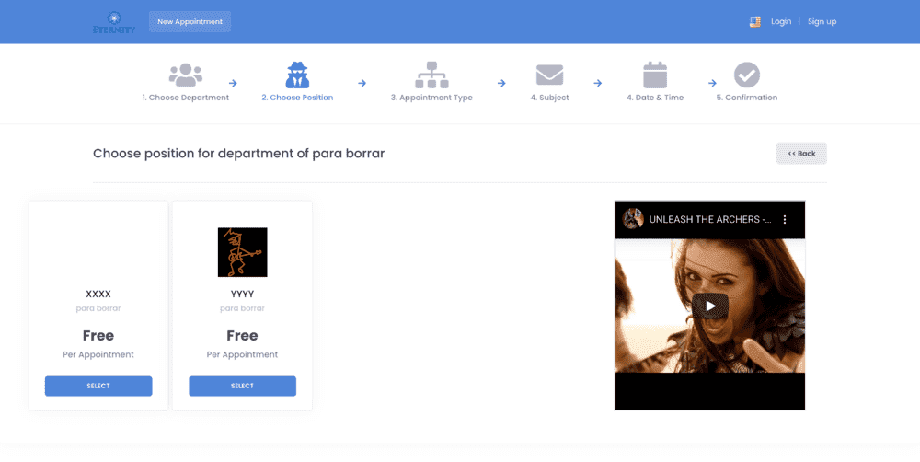 ETERNITY
New Appointment
Login | Sign up
1. Choose Department
2. Choose Position
3. Appointment Type
4. Subject
4. Date & Time
5. Confirmation
Choose position for department of para borrar
<< Back
XXXX
para borrar
Free
Per Appointment
SELECT
YYYY
para borrar
Free
Per Appointment
SELECT
UNLEASH THE ARCHERS -...